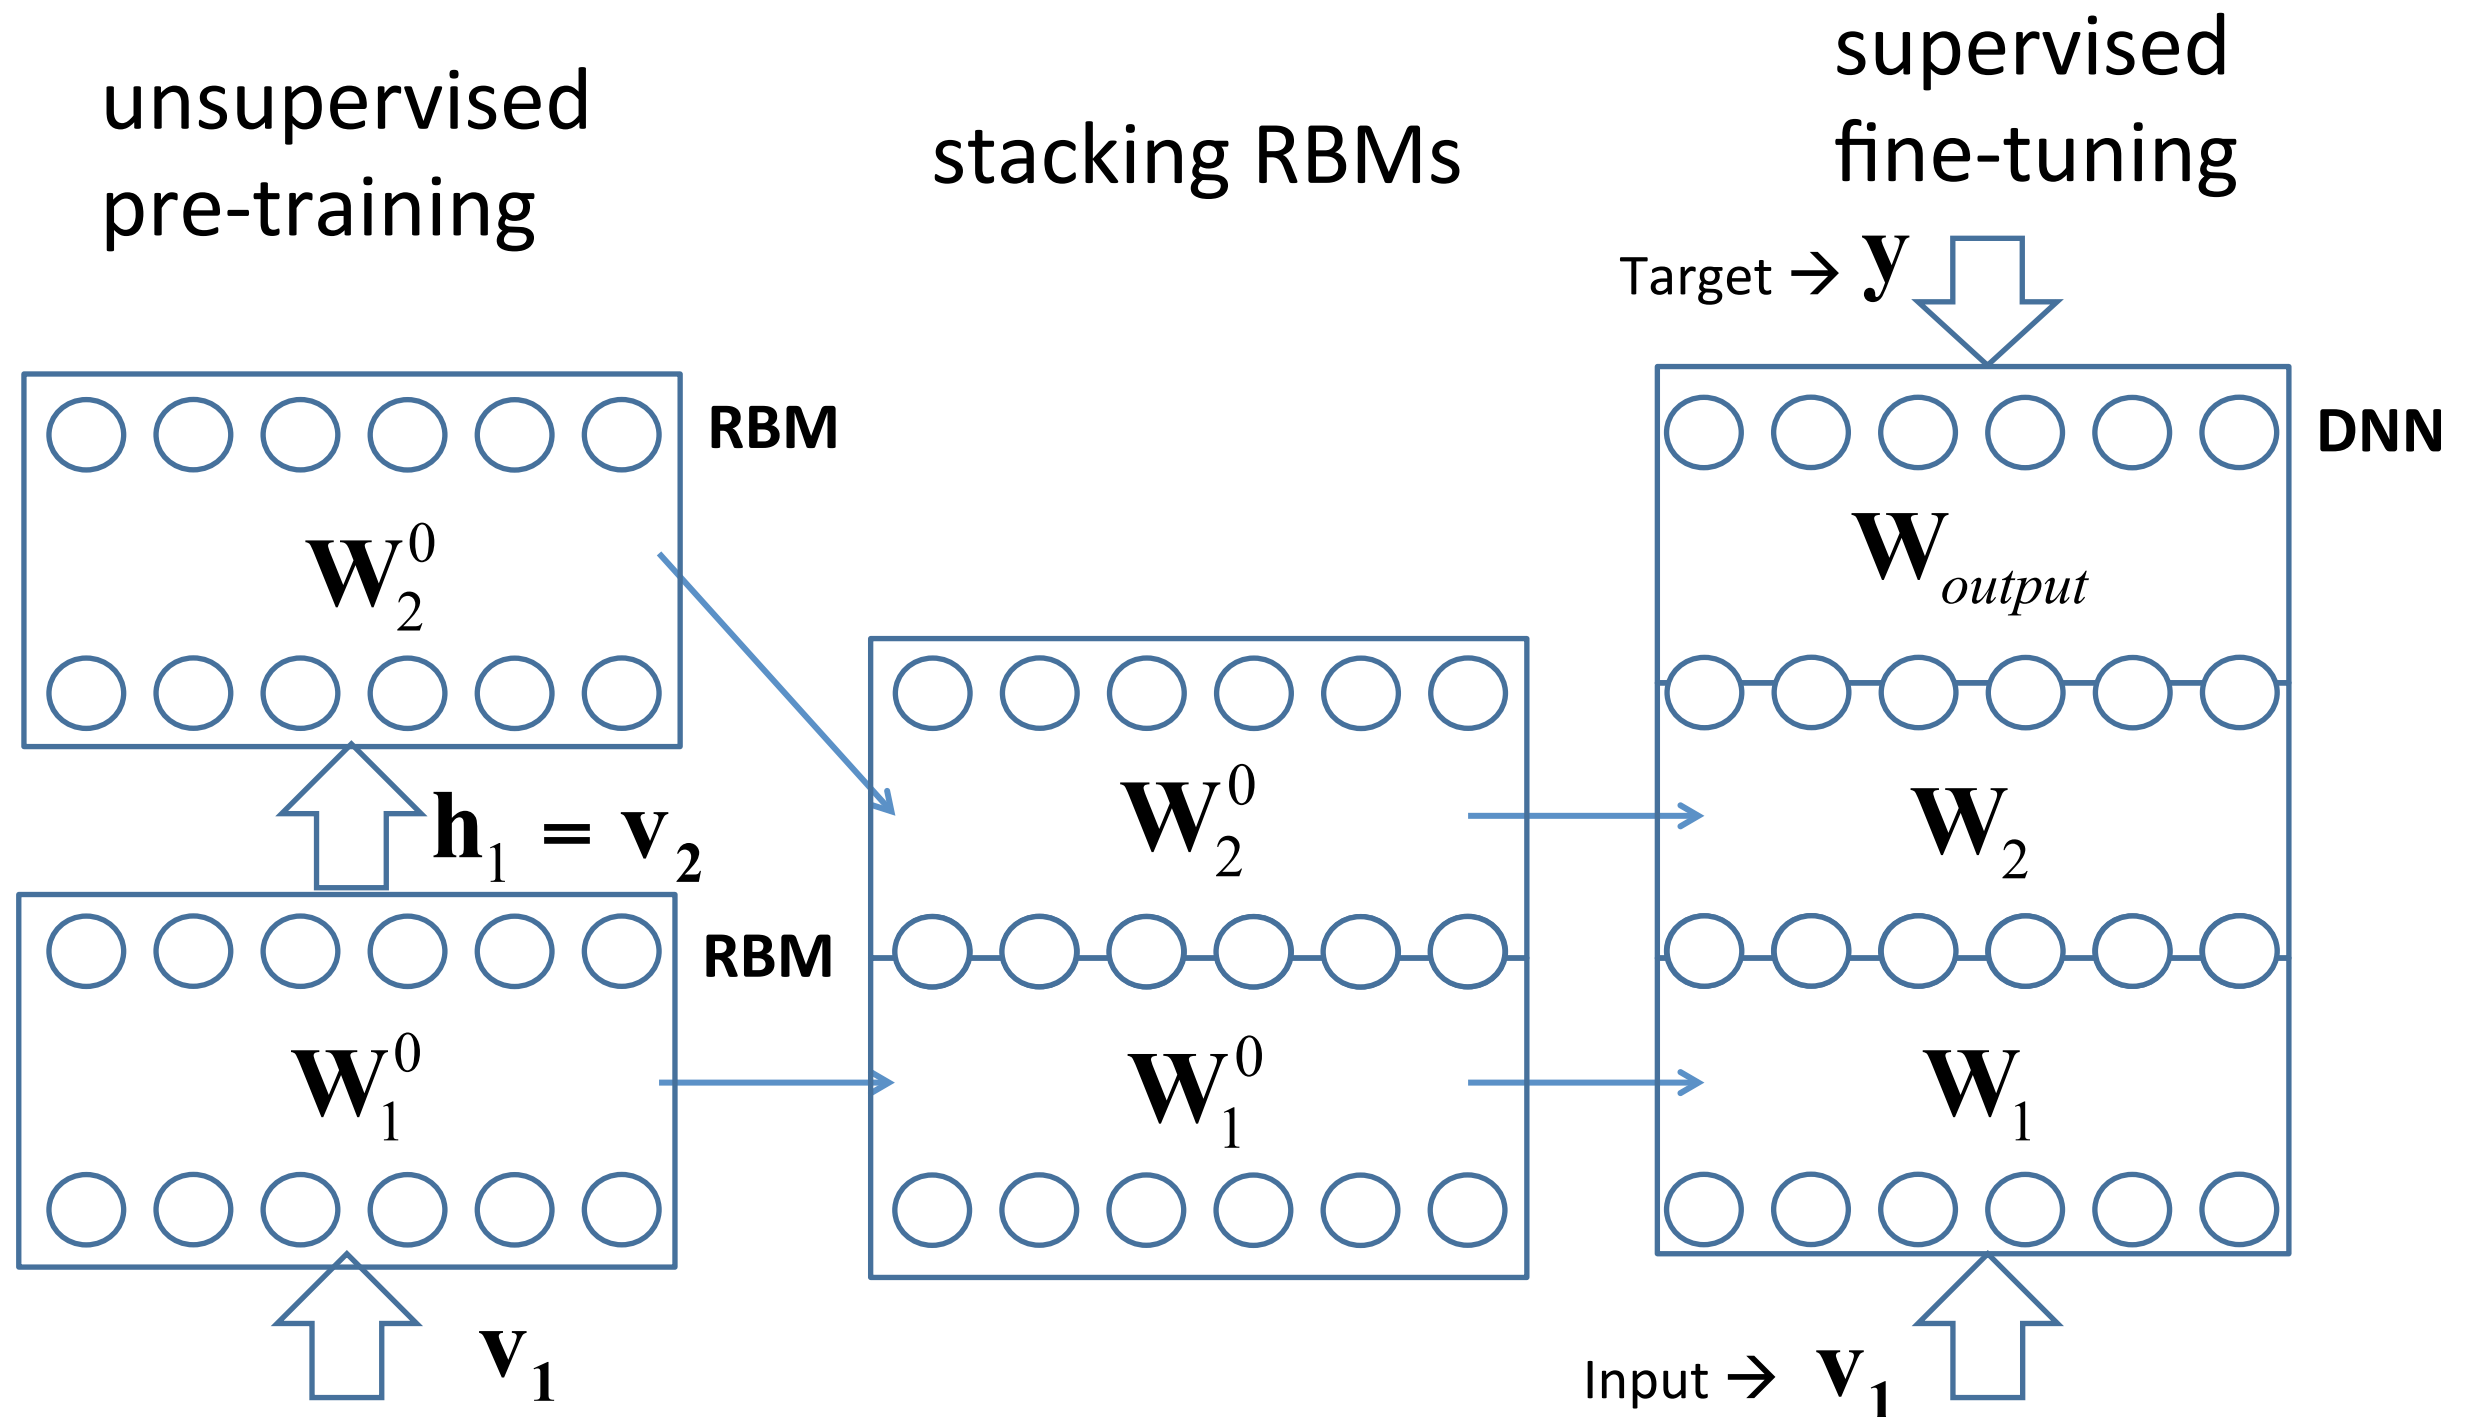 unsupervised
pre-training
stacking RBMs
supervised
fine-tuning
Target → y
RBM
W₂⁰
h₁ = v₂
RBM
W₁⁰
v₁
W₂⁰
W₁⁰
DNN
W_output
W₂
W₁
Input → v₁